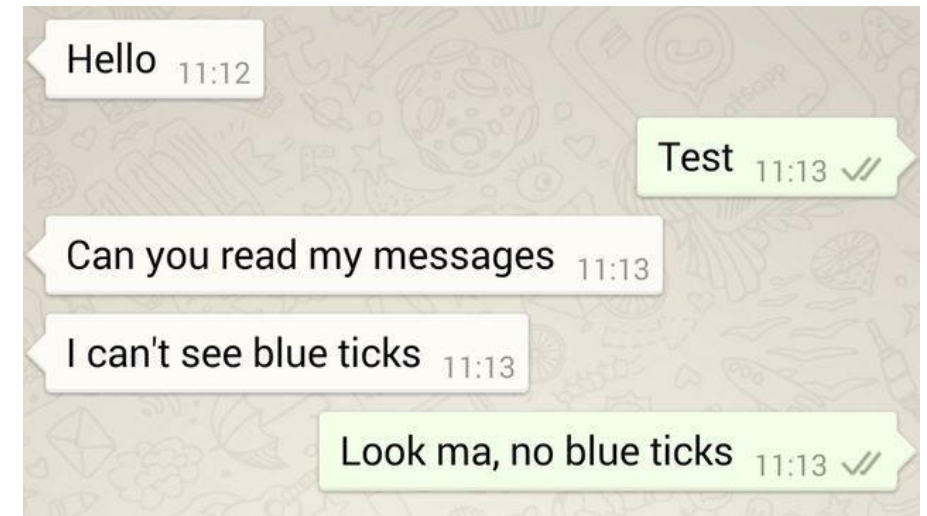 Hello 11:12
Test 11:13
Can you read my messages 11:13
I can't see blue ticks 11:13
Look ma, no blue ticks 11:13